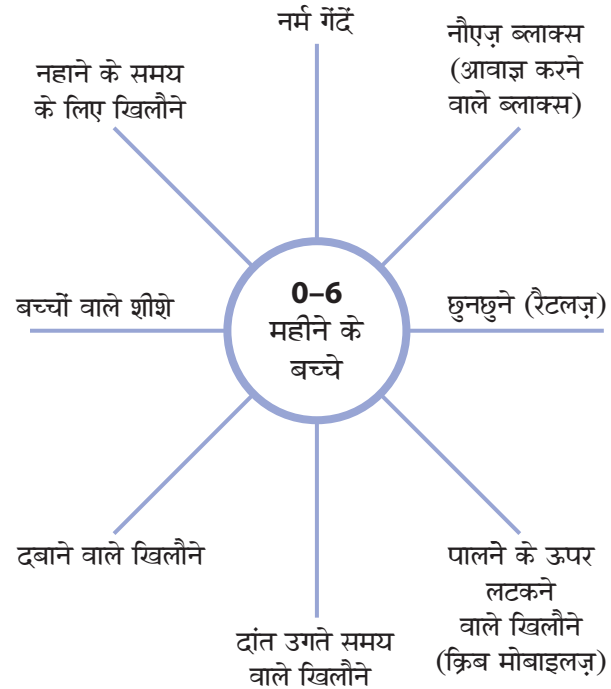 नर्म गेंदें
नौएज़ ब्लाक्स
(आवाज़ करने
वाले ब्लाक्स)
नहाने के समय
के लिए खिलौने
0–6
महीने के
बच्चे
बच्चों वाले शीशे
छुनछुने (रैटलज़)
दबाने वाले खिलौने
पालने के ऊपर
लटकने
वाले खिलौने
(क्रिब मोबाइलज़)
दांत उगते समय
वाले खिलौने